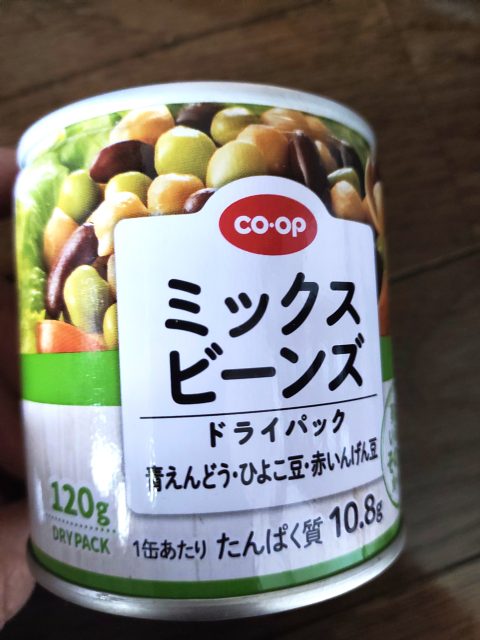 CO·OP
ミックス
ビーンズ
ドライパック
青えんどう・ひよこ豆・赤いんげん豆
120g
DRY PACK
1缶あたり たんぱく質 10.8g